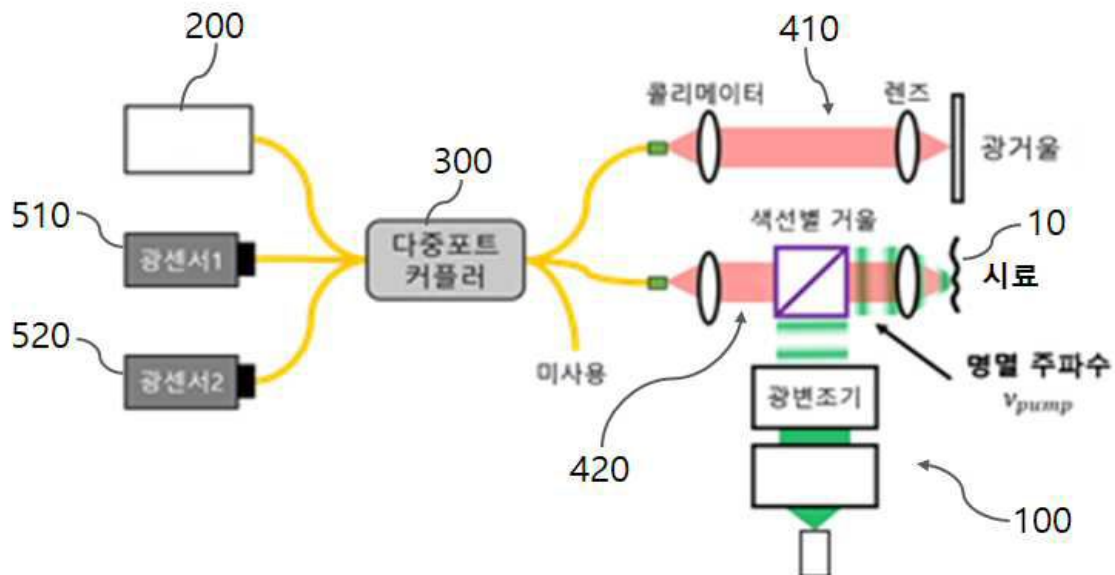 200
410
콜리메이터
렌즈
광거울
300
다중포트
커플러
510
광센서1
색선별 거울
10
시료
520
광센서2
미사용
명멸 주파수
v_pump
광변조기
420
100